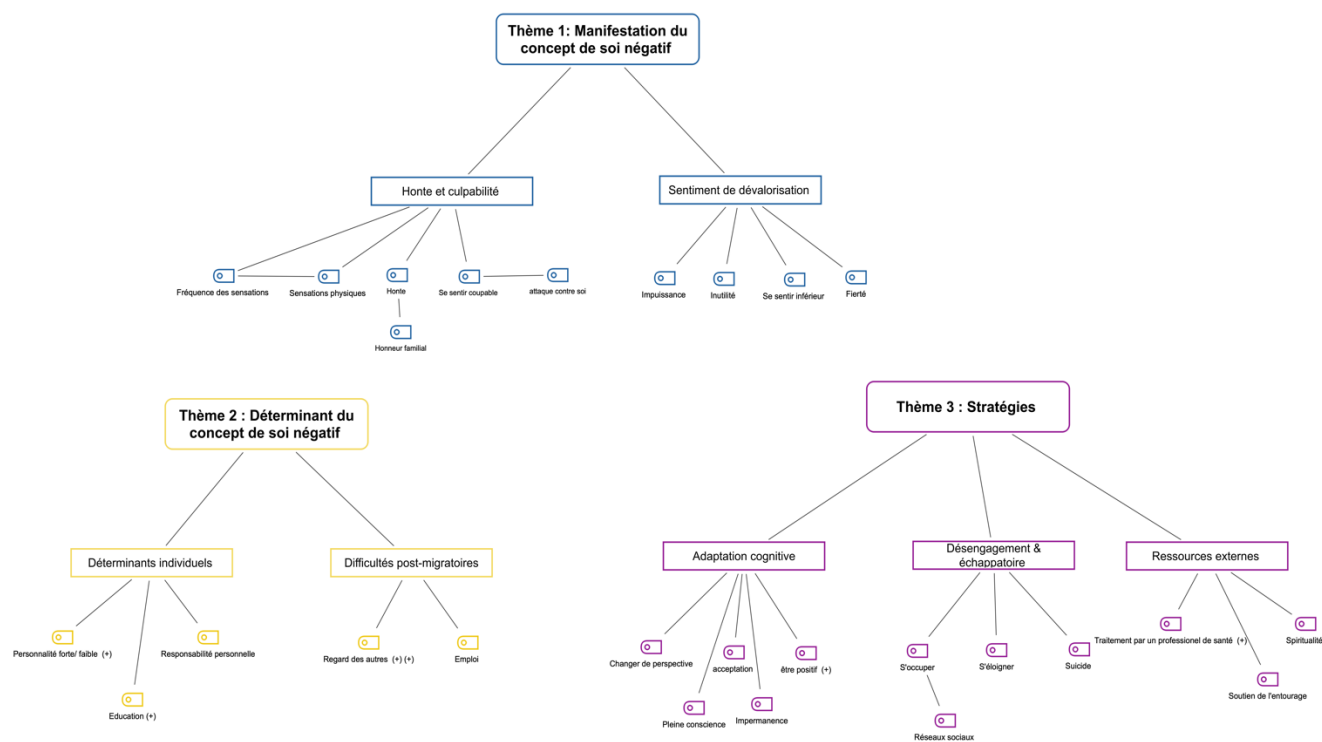 Thème 1: Manifestation du
concept de soi négatif
Honte et culpabilité
Sentiment de dévalorisation
Fréquence des sensations
Sensations physiques
Honte
Se sentir coupable
attaque contre soi
Impuissance
Inutilité
Se sentir inférieur
Fierté
Honneur familial
Thème 2 : Déterminant du
concept de soi négatif
Déterminants individuels
Difficultés post-migratoires
Personnalité forte/ faible (+)
Responsabilité personnelle
Regard des autres (+) (+)
Emploi
Education (+)
Thème 3 : Stratégies
Adaptation cognitive
Désengagement &
échappatoire
Ressources externes
Changer de perspective
acceptation
être positif (+)
Pleine conscience
Impermanence
S'occuper
S'éloigner
Suicide
Réseaux sociaux
Traitement par un professionel de santé (+)
Spiritualité
Soutien de l'entourage